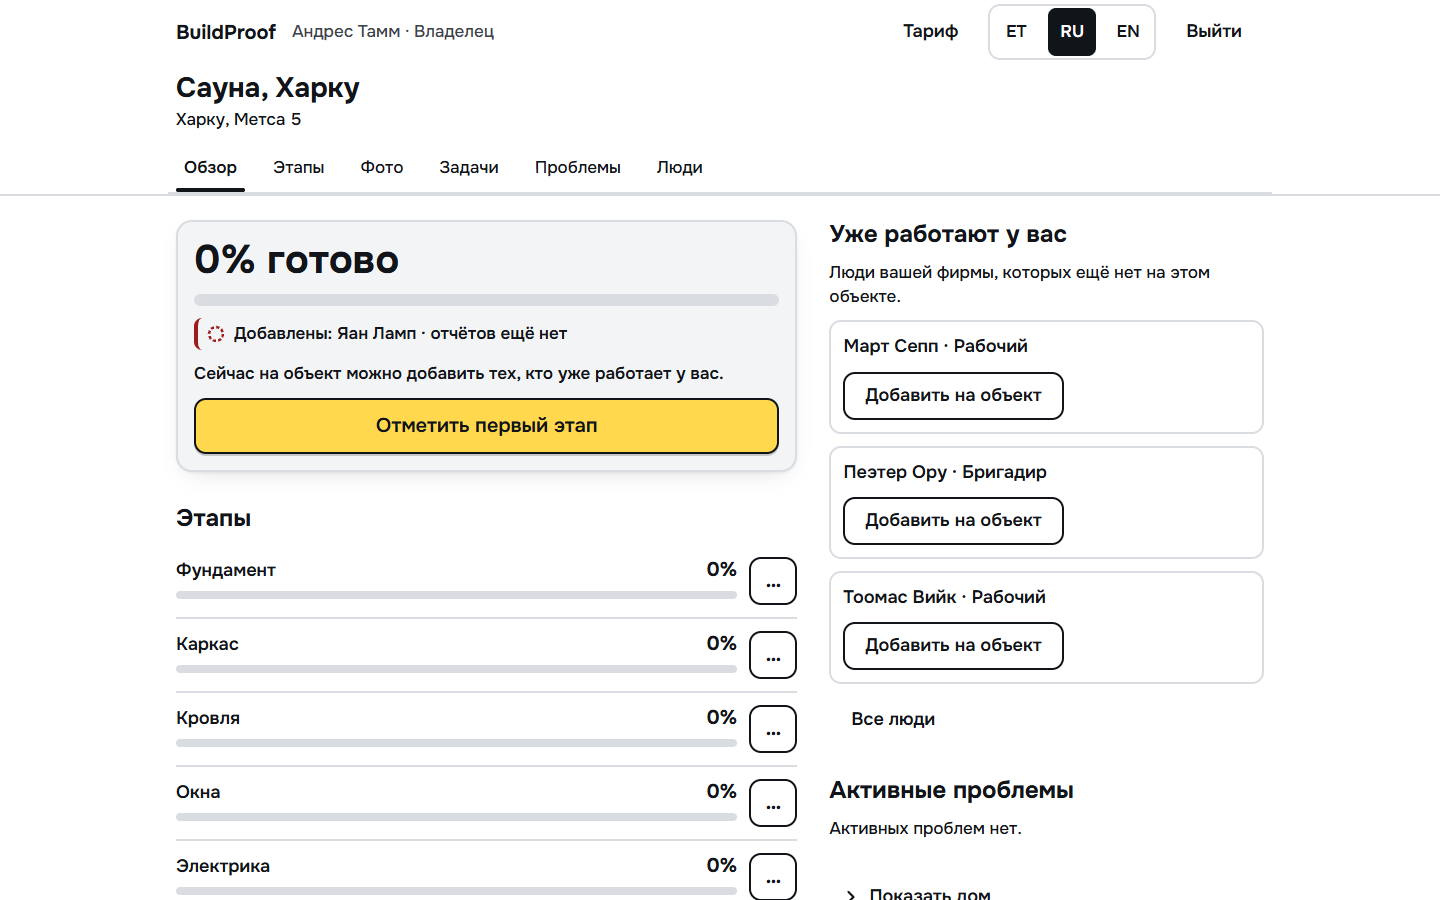 BuildProof Андрес Тамм · Владелец
Тариф
ET RU EN
Выйти
Сауна, Харку
Харку, Метса 5
Обзор Этапы Фото Задачи Проблемы Люди
0% готово
Добавлены: Яан Ламп · отчётов ещё нет
Сейчас на объект можно добавить тех, кто уже работает у вас.
Отметить первый этап
Этапы
Фундамент 0% ...
Каркас 0% ...
Кровля 0% ...
Окна 0% ...
Электрика 0% ...
Уже работают у вас
Люди вашей фирмы, которых ещё нет на этом
объекте.
Март Сепп · Рабочий
Добавить на объект
Пеэтер Ору · Бригадир
Добавить на объект
Тоомас Вийк · Рабочий
Добавить на объект
Все люди
Активные проблемы
Активных проблем нет.
Показать дом